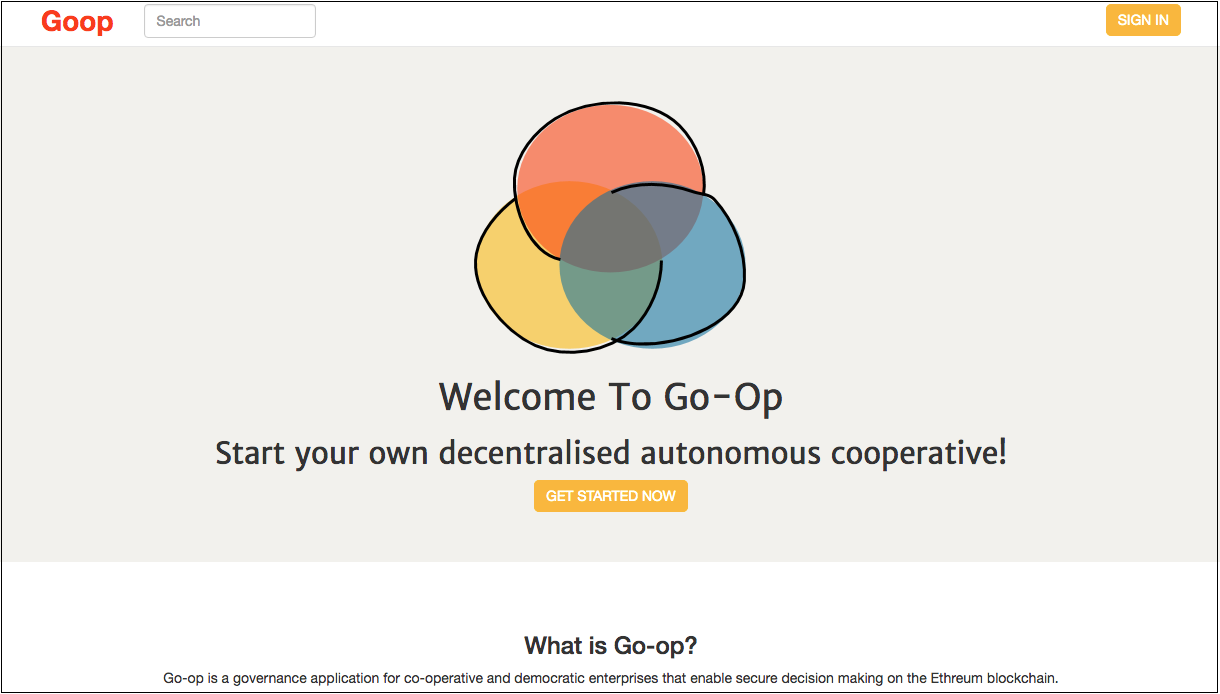 Goop
Search
SIGN IN
Welcome To Go-Op
Start your own decentralised autonomous cooperative!
GET STARTED NOW
What is Go-op?
Go-op is a governance application for co-operative and democratic enterprises that enable secure decision making on the Ethreum blockchain.